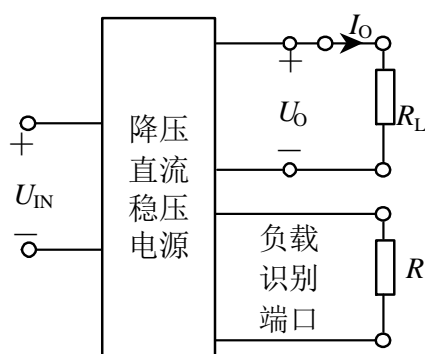 I_O
+
降压
直流
稳压
电源
+
U_O
−
R_L
U_IN
−
负载
识别
端口
R